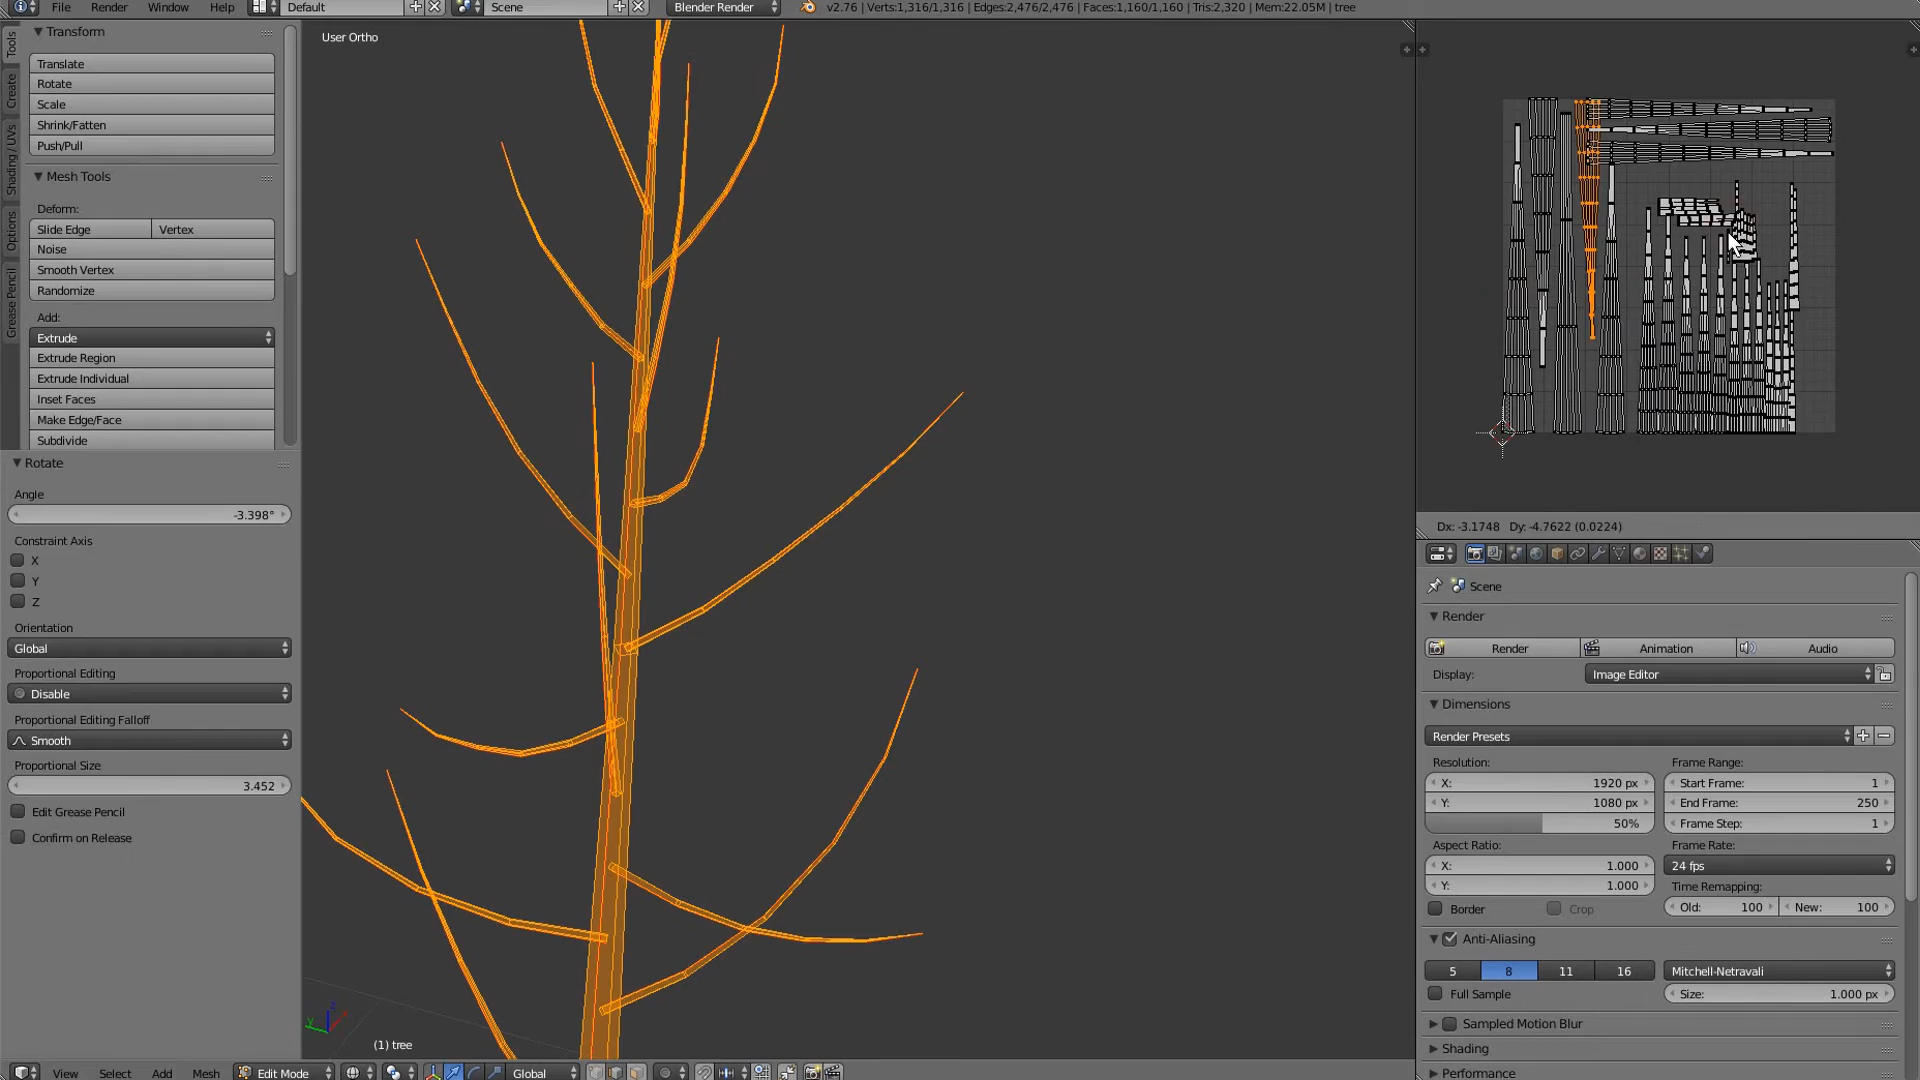 File Render Window Help Default Scene Blender Render v2.76 | Verts:1,316/1,316 | Edges:2,476/2,476 | Faces:1,160/1,160 | Tris:2,320 | Mem:22.05M | tree
Tools
Create
Shading / UVs
Options
Grease Pencil
Transform
Translate
Rotate
Scale
Shrink/Fatten
Push/Pull
Mesh Tools
Deform:
Slide Edge Vertex
Noise
Smooth Vertex
Randomize
Add:
Extrude
Extrude Region
Extrude Individual
Inset Faces
Make Edge/Face
Subdivide
Rotate
Angle
-3.398°
Constraint Axis
X
Y
Z
Orientation
Global
Proportional Editing
Disable
Proportional Editing Falloff
Smooth
Proportional Size
3.452
Edit Grease Pencil
Confirm on Release
User Ortho
z
y
(1) tree
View Select Add Mesh Edit Mode Global
Dx: -3.1748 Dy: -4.7622 (0.0224)
Scene
Render
Render Animation Audio
Display: Image Editor
Dimensions
Render Presets
Resolution: Frame Range:
X: 1920 px Start Frame: 1
Y: 1080 px End Frame: 250
50% Frame Step: 1
Aspect Ratio: Frame Rate:
X: 1.000 24 fps
Y: 1.000 Time Remapping:
Border Crop Old: 100 New: 100
Anti-Aliasing
5 8 11 16 Mitchell-Netravali
Full Sample Size: 1.000 px
Sampled Motion Blur
Shading
Performance